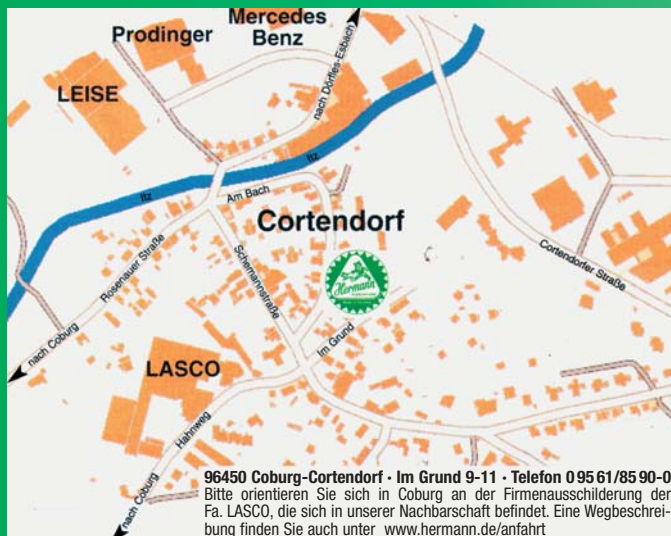 Prodinger
Mercedes
Benz
LEISE
nach Dörfles-Esbach
Itz
Itz
Am Bach
Cortendorf
Rosenauer Straße
Schemannstraße
Cortendorfer Straße
Hermann
nach Coburg
Im Grund
LASCO
Hahnweg
nach Coburg
96450 Coburg-Cortendorf · Im Grund 9-11 · Telefon 0 95 61/85 90-0
Bitte orientieren Sie sich in Coburg an der Firmenausschilderung der
Fa. LASCO, die sich in unserer Nachbarschaft befindet. Eine Wegbeschrei-
bung finden Sie auch unter www.hermann.de/anfahrt